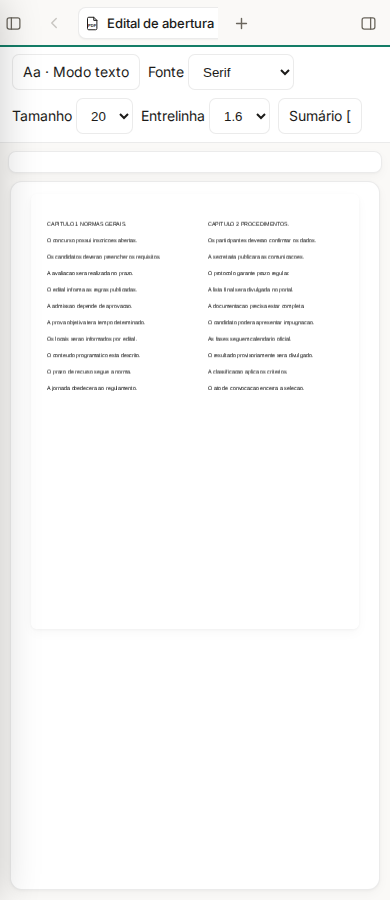 Edital de abertura
Aa · Modo texto
Fonte
Serif
Tamanho
20
Entrelinha
1.6
Sumário [
CAPITULO 1 NORMAS GERAIS.
O concurso possui inscricoes abertas.
Os candidatos deverao preencher os requisitos.
A avaliacao sera realizada no prazo.
O edital informa as regras publicadas.
A admissao depende de aprovacao.
A prova objetiva tera tempo determinado.
Os locais serao informados por edital.
O conteudo programatico esta descrito.
O prazo de recurso segue a norma.
A jornada obedecera ao regulamento.
CAPITULO 2 PROCEDIMENTOS.
Os participantes deverao confirmar os dados.
A secretaria publicara as comunicacoes.
O protocolo garante prazo regular.
A lista final sera divulgada no portal.
A documentacao precisa estar completa.
O candidato podera apresentar impugnacao.
As fases seguem calendario oficial.
O resultado provisoriamente sera divulgado.
A classificacao aplica os criterios.
O ato de convocacao encerra a selecao.